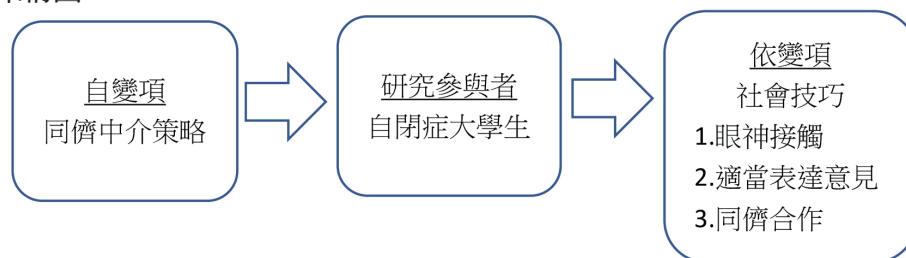 自變項
同儕中介策略
研究參與者
自閉症大學生
依變項
社會技巧
1.眼神接觸
2.適當表達意見
3.同儕合作